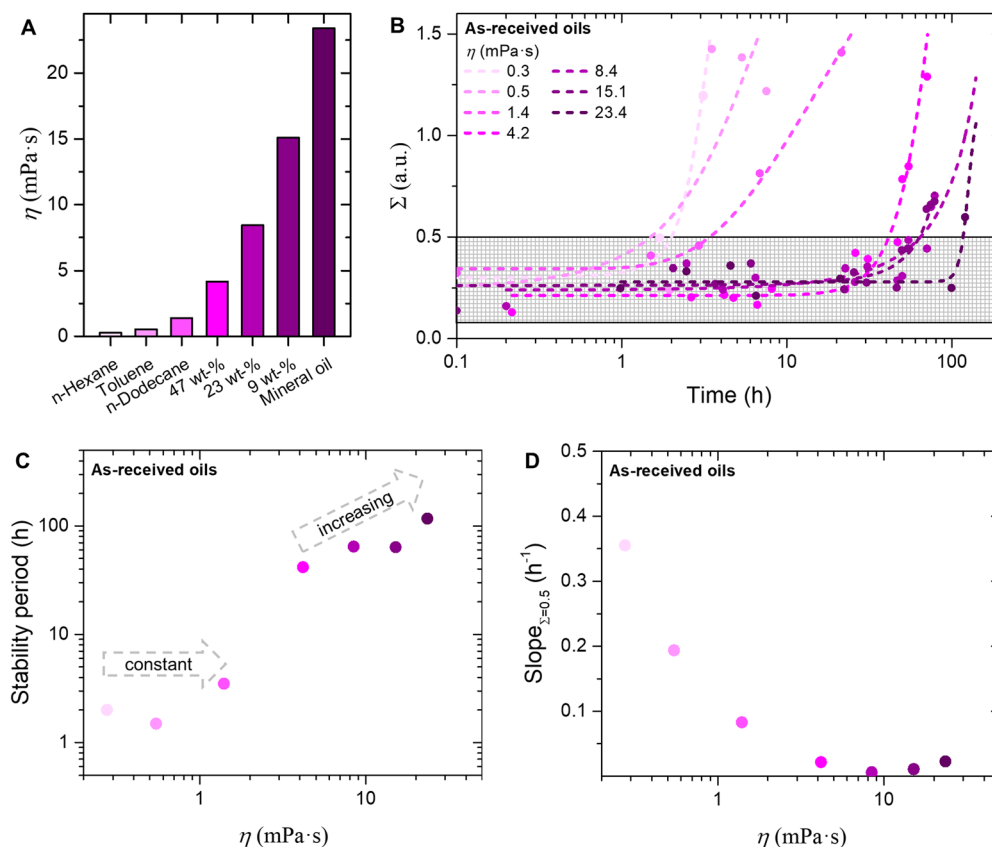 A
η (mPa·s)
20
15
10
5
0
n-Hexane
Toluene
n-Dodecane
47 wt-%
23 wt-%
9 wt-%
Mineral oil
B
As-received oils
η (mPa·s)
0.3 8.4
0.5 15.1
1.4 23.4
4.2
Σ (a.u.)
1.5
1.0
0.5
0.0
0.1 1 10 100
Time (h)
C
As-received oils
Stability period (h)
100
10
1
constant
increasing
1 10
η (mPa·s)
D
As-received oils
Slope Σ=0.5 (h⁻¹)
0.5
0.4
0.3
0.2
0.1
1 10
η (mPa·s)